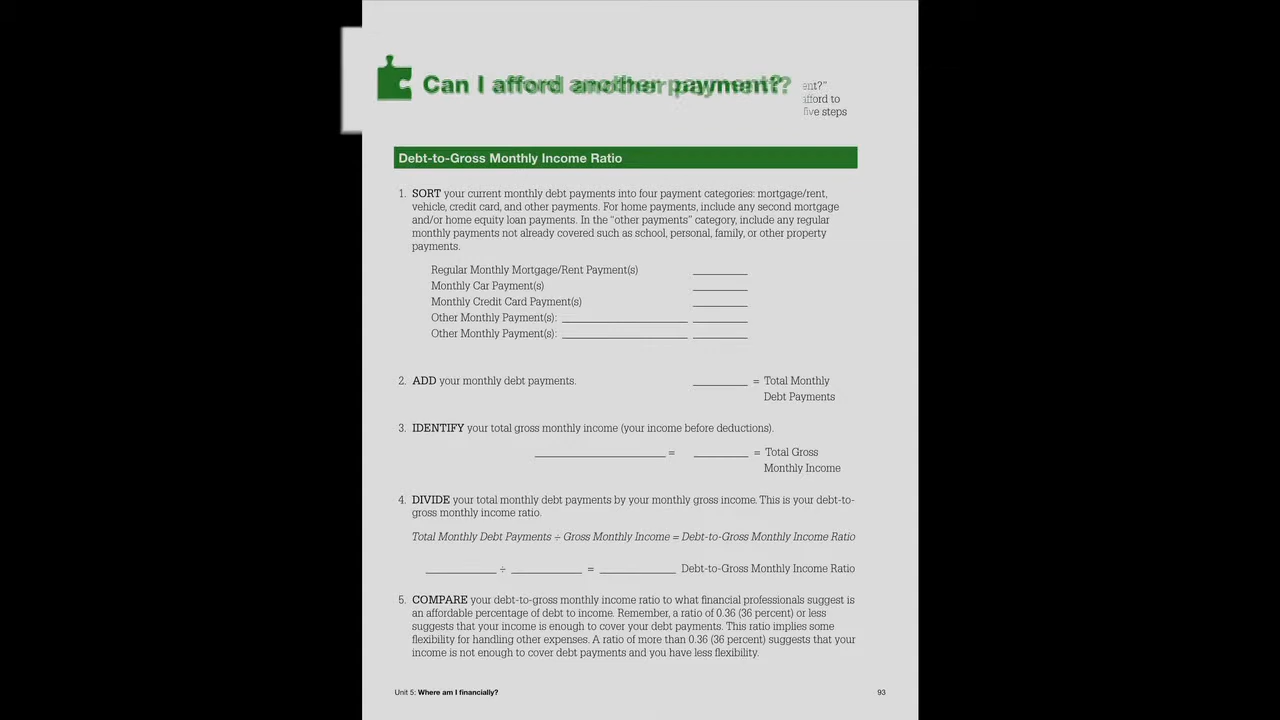 Can I afford another payment?
ent?"
afford to
five steps
Debt-to-Gross Monthly Income Ratio
1. SORT your current monthly debt payments into four payment categories: mortgage/rent,
vehicle, credit card, and other payments. For home payments, include any second mortgage
and/or home equity loan payments. In the “other payments” category, include any regular
monthly payments not already covered such as school, personal, family, or other property
payments.
Regular Monthly Mortgage/Rent Payment(s)
Monthly Car Payment(s)
Monthly Credit Card Payment(s)
Other Monthly Payment(s):
Other Monthly Payment(s):
2. ADD your monthly debt payments. = Total Monthly
Debt Payments
3. IDENTIFY your total gross monthly income (your income before deductions).
= = Total Gross
Monthly Income
4. DIVIDE your total monthly debt payments by your monthly gross income. This is your debt-to-
gross monthly income ratio.
Total Monthly Debt Payments ÷ Gross Monthly Income = Debt-to-Gross Monthly Income Ratio
÷ = Debt-to-Gross Monthly Income Ratio
5. COMPARE your debt-to-gross monthly income ratio to what financial professionals suggest is
an affordable percentage of debt to income. Remember, a ratio of 0.36 (36 percent) or less
suggests that your income is enough to cover your debt payments. This ratio implies some
flexibility for handling other expenses. A ratio of more than 0.36 (36 percent) suggests that your
income is not enough to cover debt payments and you have less flexibility.
Unit 5: Where am I financially? 93